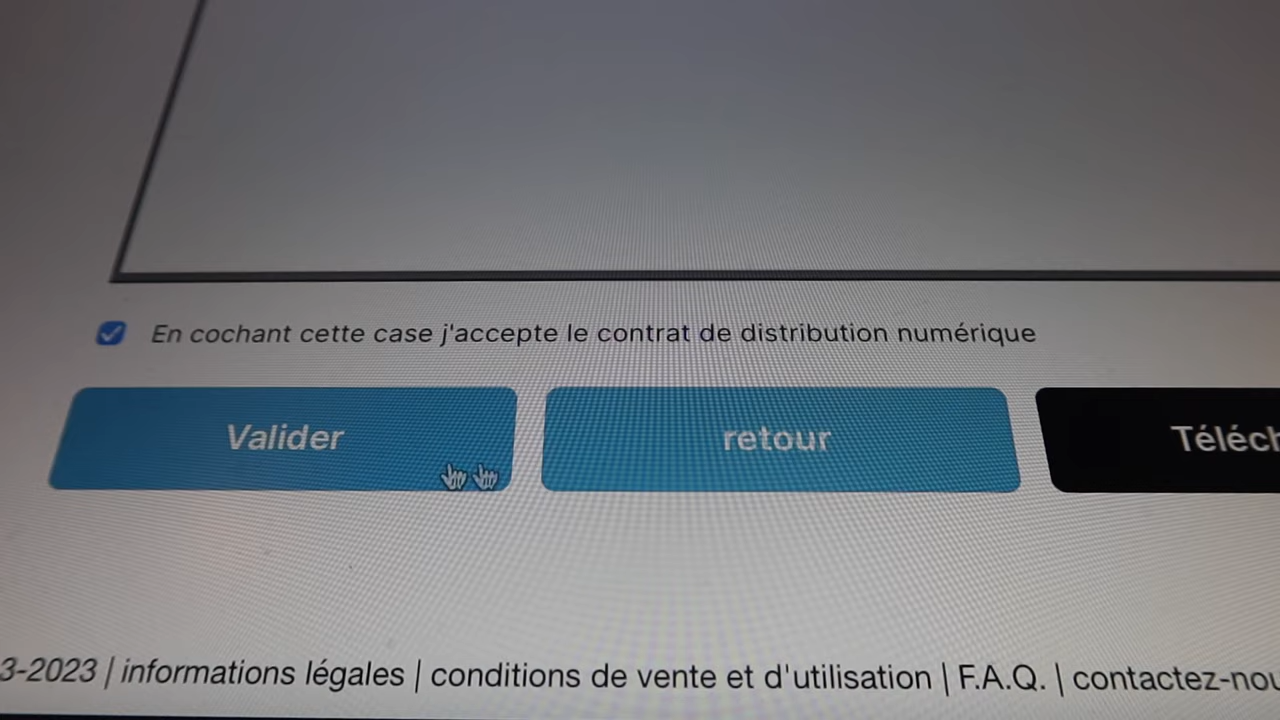 En cochant cette case j'accepte le contrat de distribution numérique
Valider
retour
Téléch
3-2023 | informations légales | conditions de vente et d'utilisation | F.A.Q. | contactez-nou